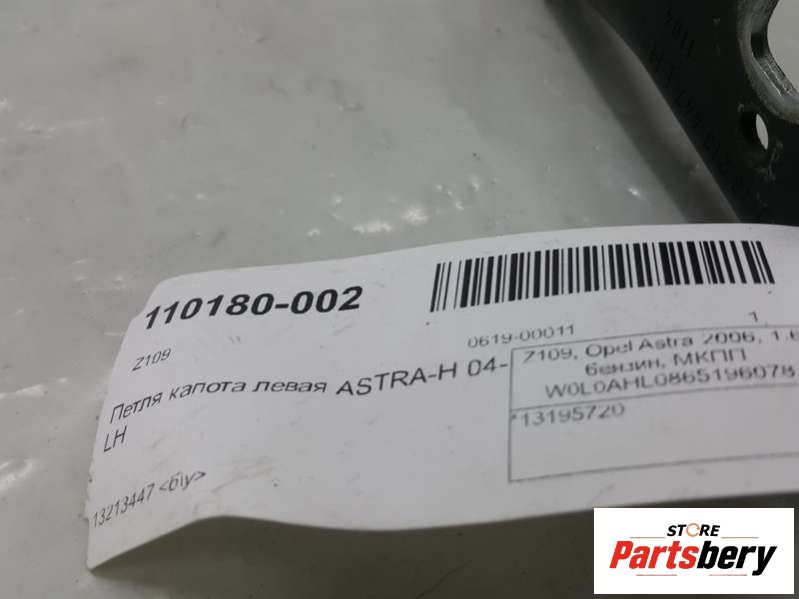 110180-002
Z109
0619-00011
1
Петля капота левая ASTRA-H 04-
LH
13213447 <б\у>
Z109, Opel Astra 2006, 1.6
бензин, МКПП
W0L0AHL0865196078
*13195720
STORE
Partsbery